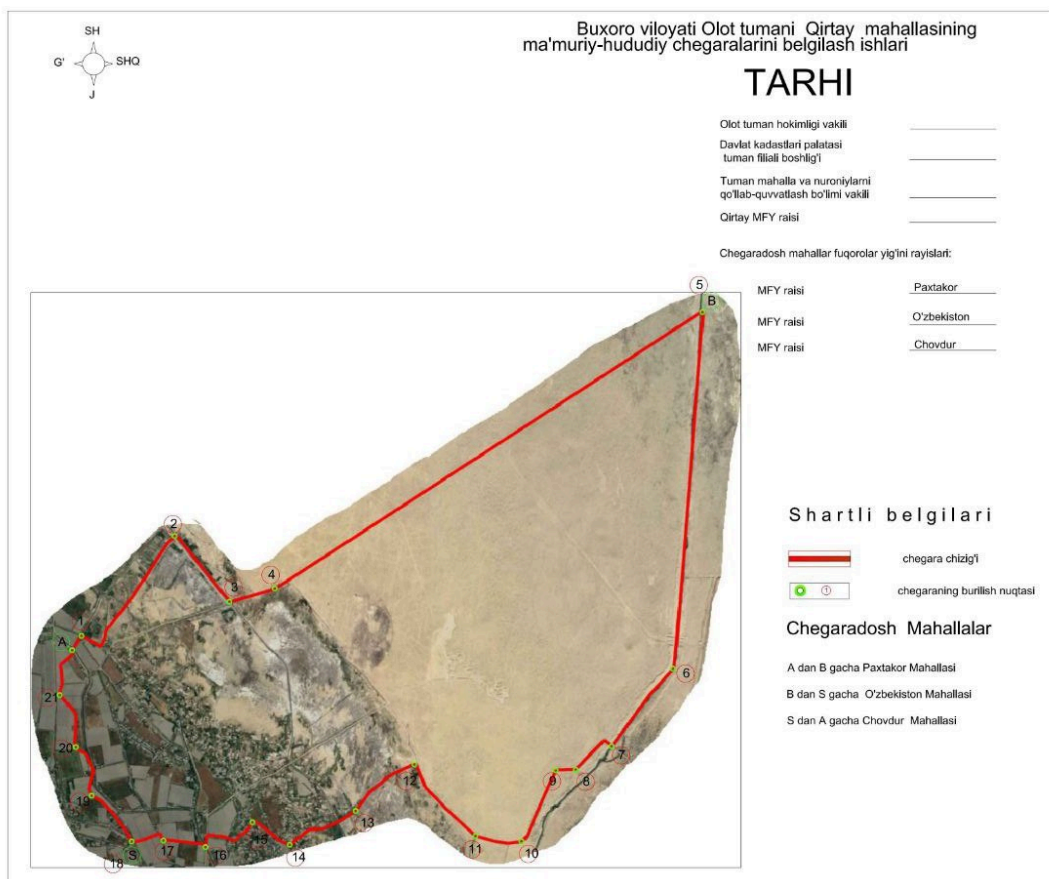 Buxoro viloyati Olot tumani Qirtay mahallasining
ma'muriy-hududiy chegaralarini belgilash ishlari
TARHI
SH
G'
SHQ
J
Olot tuman hokimligi vakili
Davlat kadastlari palatasi
tuman filiali boshlig'i
Tuman mahalla va nuroniylarni
qo'llab-quvvatlash bo'limi vakili
Qirtay MFY raisi
Chegaradosh mahallar fuqorolar yig'ini rayislari:
MFY raisi Paxtakor
MFY raisi O'zbekiston
MFY raisi Chovdur
Shartli belgilari
chegara chizig'i
1 chegaraning burilish nuqtasi
Chegaradosh Mahallalar
A dan B gacha Paxtakor Mahallasi
B dan S gacha O'zbekiston Mahallasi
S dan A gacha Chovdur Mahallasi
5
B
2
4
3
1
A
6
21
20
7
12
9
8
19
13
15
11
10
S
17
16
14
18